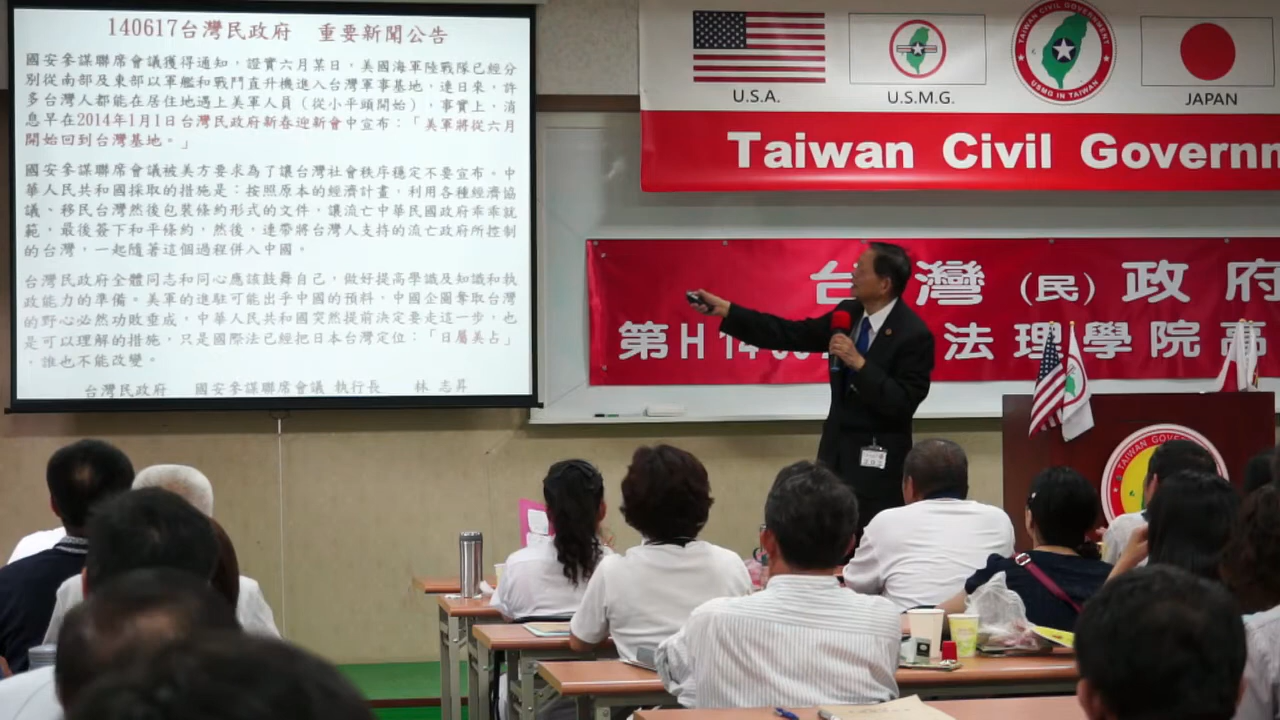 140617台灣民政府 重要新聞公告
國安參謀聯席會議獲得通知，證實六月某日，美國海軍陸戰隊已經分
別從南部及東部以軍艦和戰鬥直升機進入台灣軍事基地，連日來，許
多台灣人都能在居住地遇上美軍人員（從小平頭開始），事實上，消
息早在2014年1月1日台灣民政府新春迎新會中宣布：「美軍將從六月
開始回到台灣基地。」
國安參謀聯席會議被美方要求為了讓台灣社會秩序穩定不要宣布。中
華人民共和國採取的措施是：按照原本的經濟計畫，利用各種經濟協
議、移民台灣然後包裝條約形式的文件，讓流亡中華民國政府乖乖就
範，最後簽下和平條約，然後，連帶將台灣人支持的流亡政府所控制
的台灣，一起隨著這個過程併入中國。
台灣民政府全體同志和同心應該鼓舞自己，做好提高學識及知識和執
政能力的準備。美軍的進駐可能出乎中國的預料，中國企圖奪取台灣
的野心必然功敗垂成，中華人民共和國突然提前決定要走這一步，也
是可以理解的措施，只是國際法已經把日本台灣定位：「日屬美占」
，誰也不能改變。
台灣民政府 國安參謀聯席會議 執行長 林 志昇
TAIWAN CIVIL GOVERNMENT
USMG IN TAIWAN
U.S.A.
U.S.M.G.
JAPAN
Taiwan Civil Governm
台灣（民）政府
第H14 法理學院高
TAIWAN GOVERN